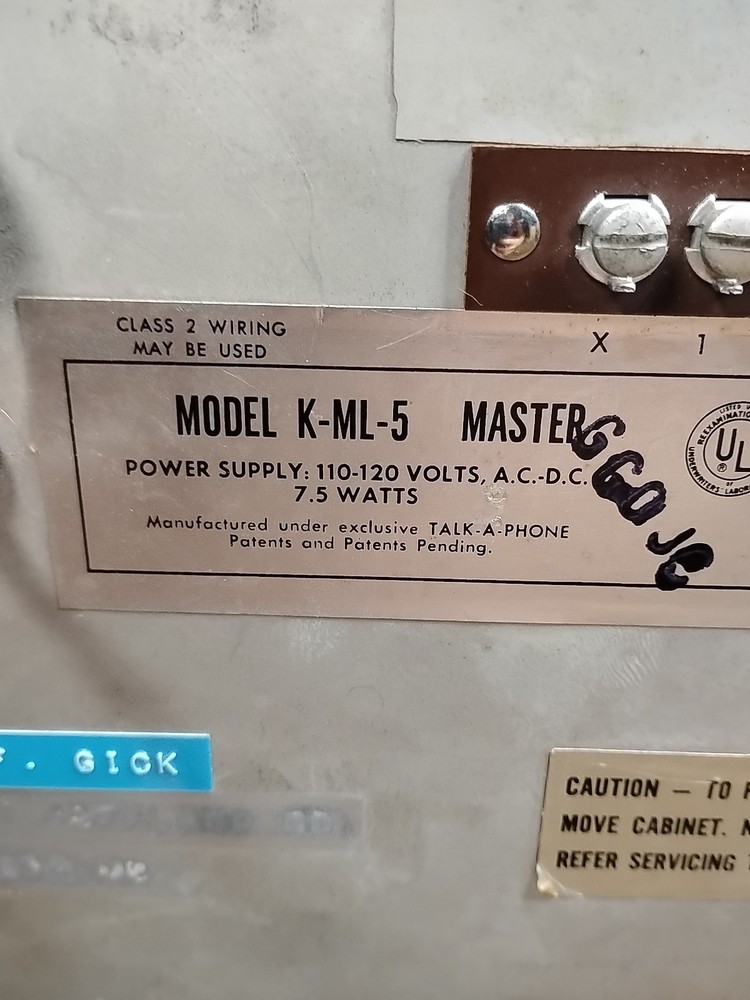 CLASS 2 WIRING
MAY BE USED
X 1
MODEL K-ML-5 MASTER
POWER SUPPLY: 110-120 VOLTS, A.C.-D.C.
7.5 WATTS
Manufactured under exclusive TALK-A-PHONE
Patents and Patents Pending.
UL
®
. GICK
CAUTION — TO
MOVE CABINET.
REFER SERVICING